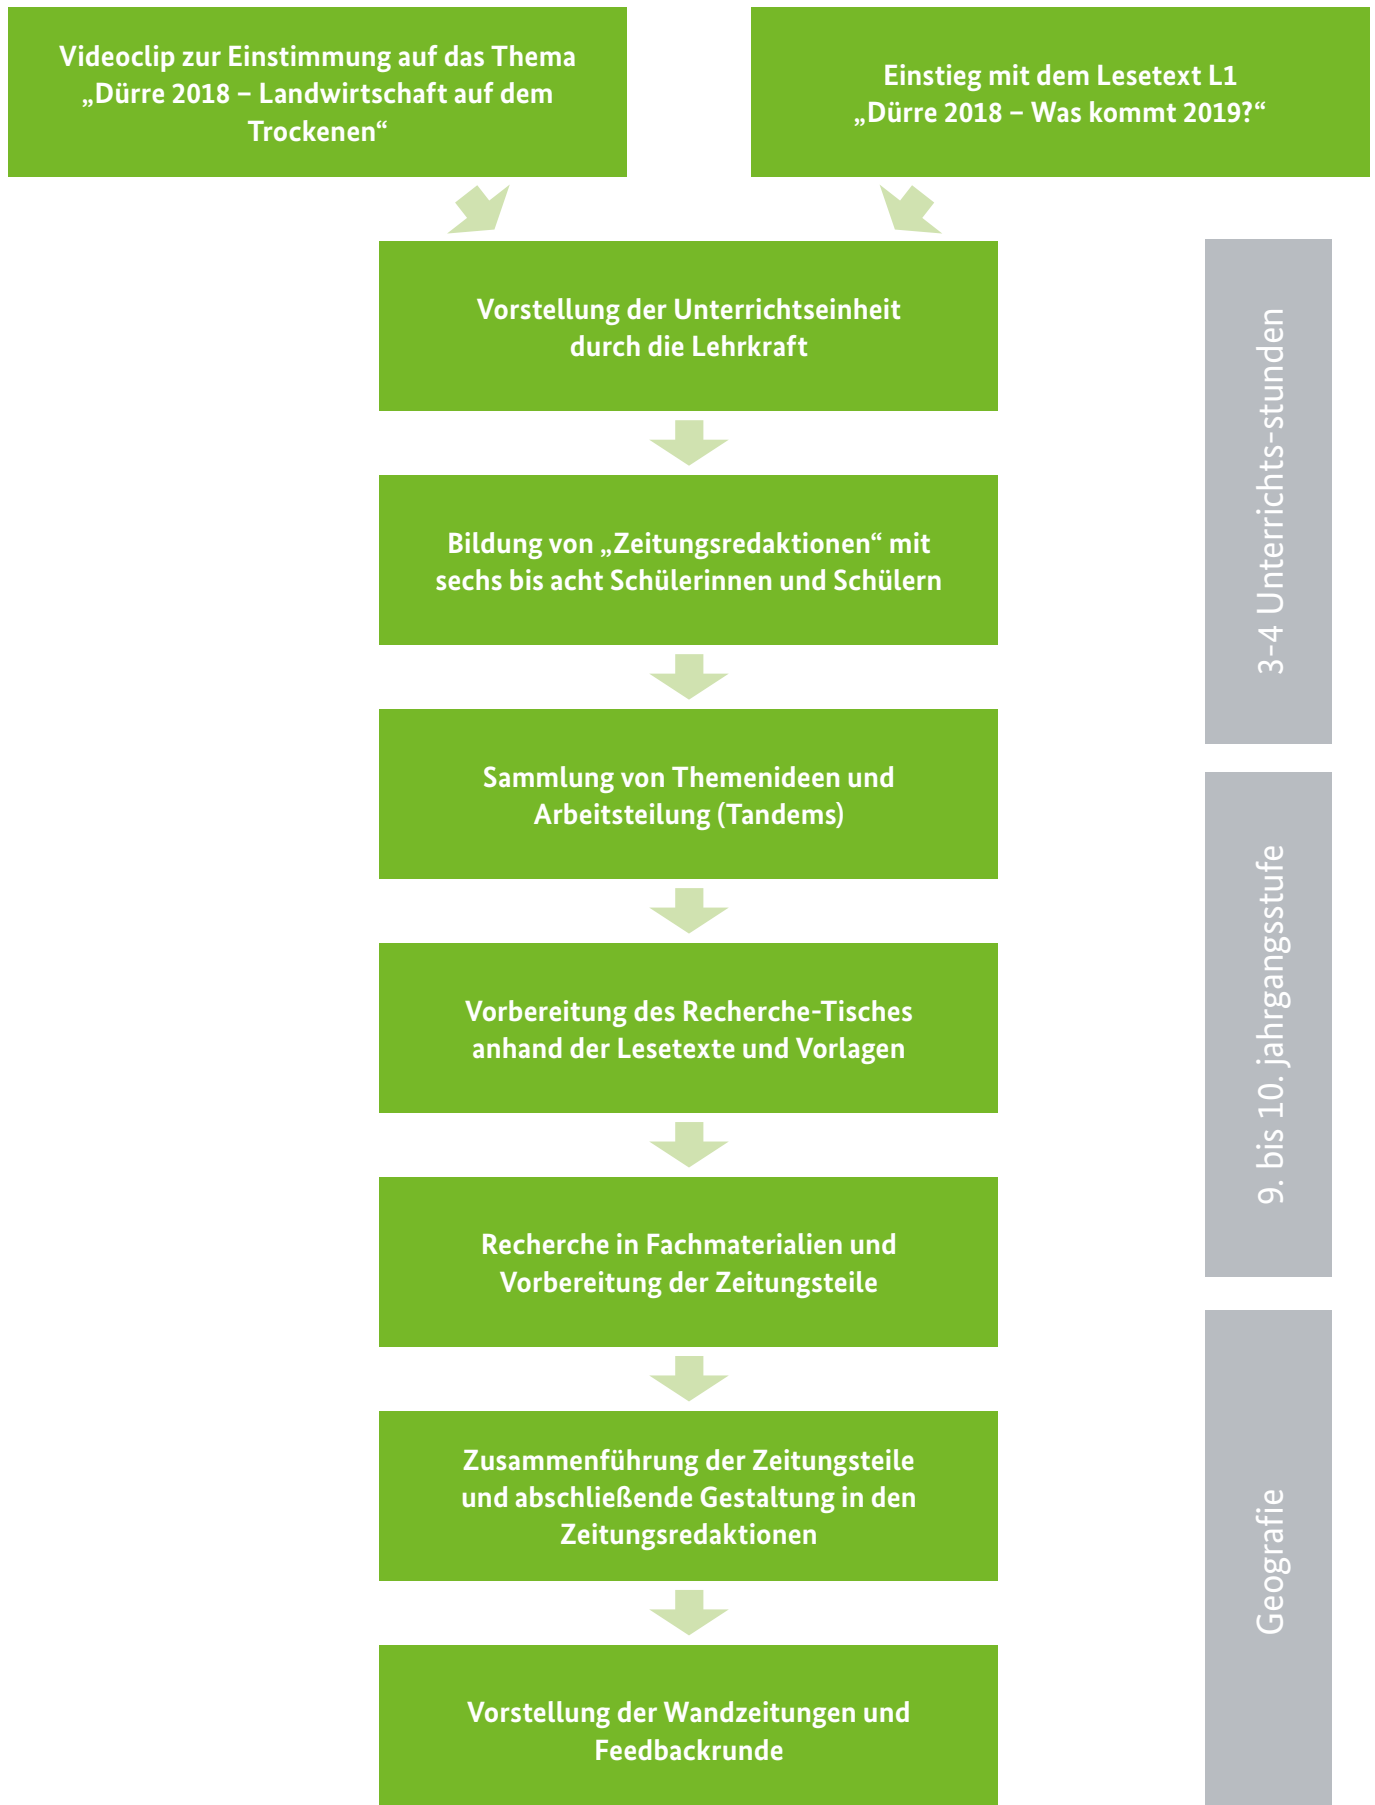 Videoclip zur Einstimmung auf das Thema
„Dürre 2018 – Landwirtschaft auf dem
Trockenen“
Einstieg mit dem Lesetext L1
„Dürre 2018 – Was kommt 2019?“
Vorstellung der Unterrichtseinheit
durch die Lehrkraft
Bildung von „Zeitungsredaktionen“ mit
sechs bis acht Schülerinnen und Schülern
Sammlung von Themenideen und
Arbeitsteilung (Tandems)
Vorbereitung des Recherche-Tisches
anhand der Lesetexte und Vorlagen
Recherche in Fachmaterialien und
Vorbereitung der Zeitungsteile
Zusammenführung der Zeitungsteile
und abschließende Gestaltung in den
Zeitungsredaktionen
Vorstellung der Wandzeitungen und
Feedbackrunde
3-4 Unterrichts-stunden
9. bis 10. jahrgangsstufe
Geografie